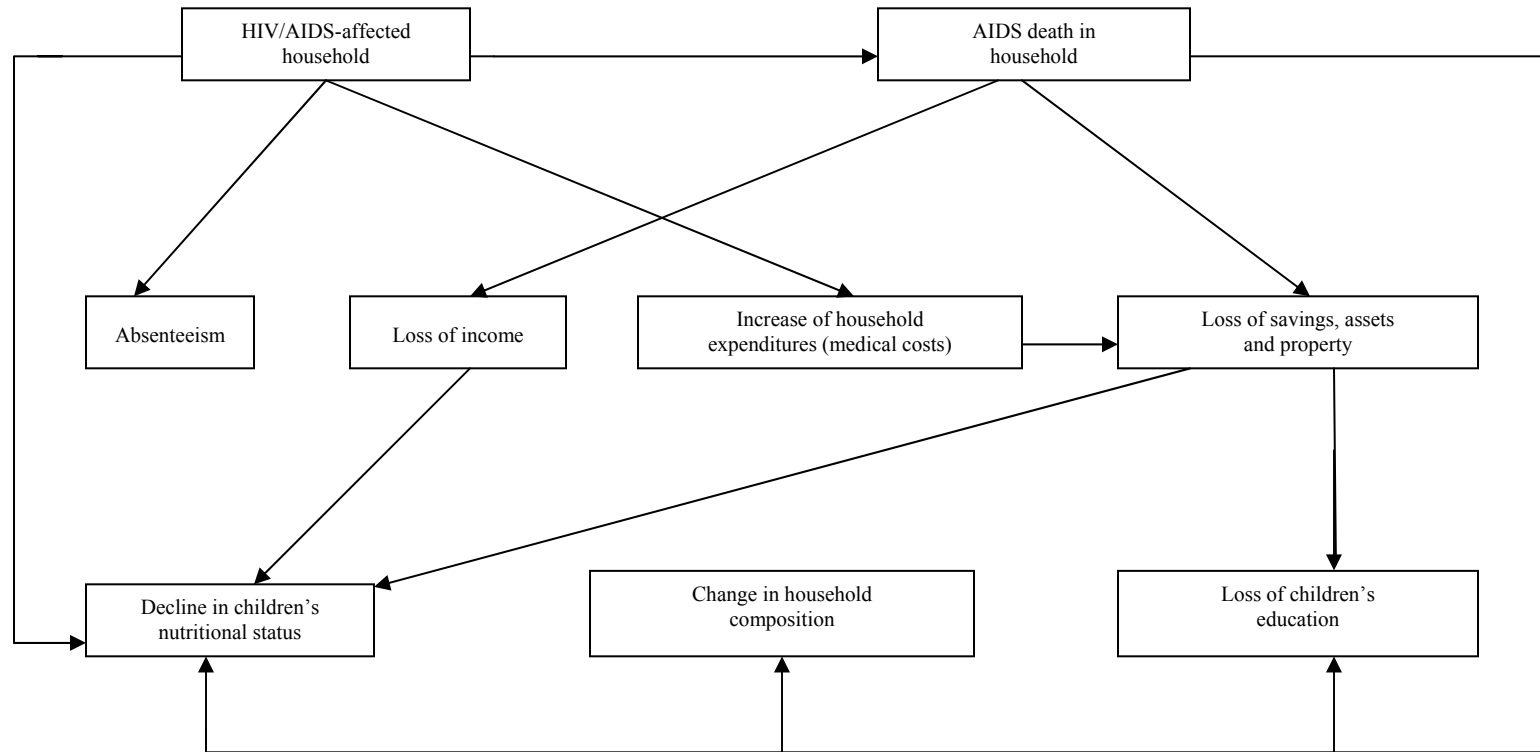 HIV/AIDS-affected
household
AIDS death in
household
Absenteeism
Loss of income
Increase of household
expenditures (medical costs)
Loss of savings, assets
and property
Decline in children’s
nutritional status
Change in household
composition
Loss of children’s
education